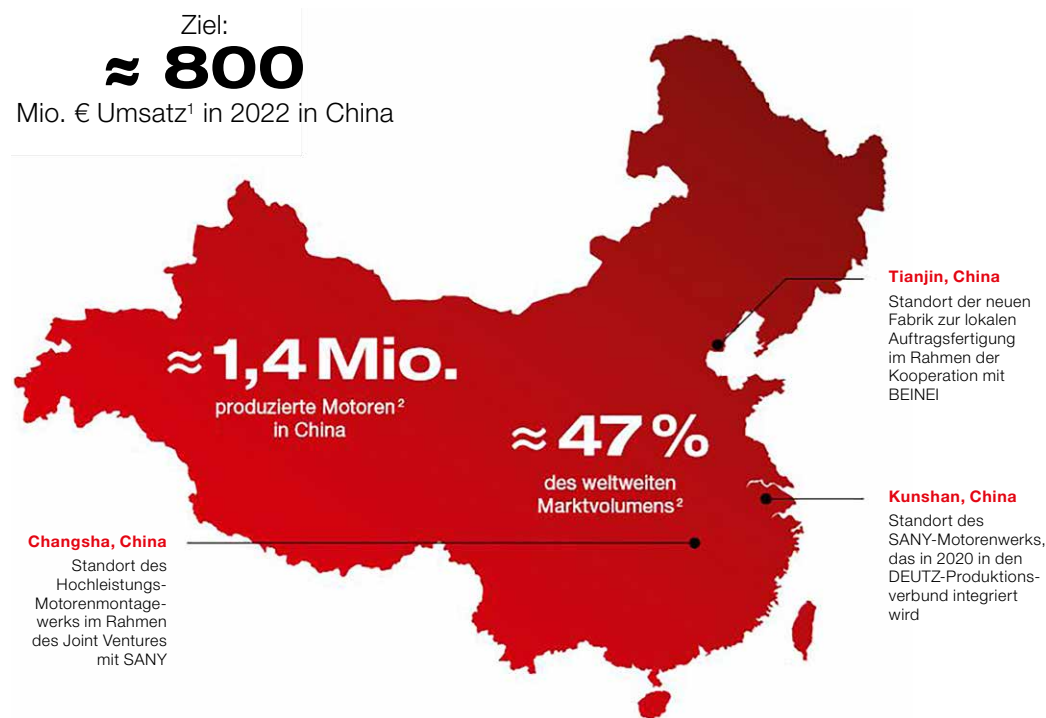 Ziel:
≈ 800
Mio. € Umsatz¹ in 2022 in China
≈ 1,4 Mio.
produzierte Motoren²
in China
≈ 47 %
des weltweiten
Marktvolumens²
Tianjin, China
Standort der neuen
Fabrik zur lokalen
Auftragsfertigung
im Rahmen der
Kooperation mit
BEINEI
Kunshan, China
Standort des
SANY-Motorenwerks,
das in 2020 in den
DEUTZ-Produktions-
verbund integriert
wird
Changsha, China
Standort des
Hochleistungs-
Motorenmontage-
werks im Rahmen
des Joint Ventures
mit SANY